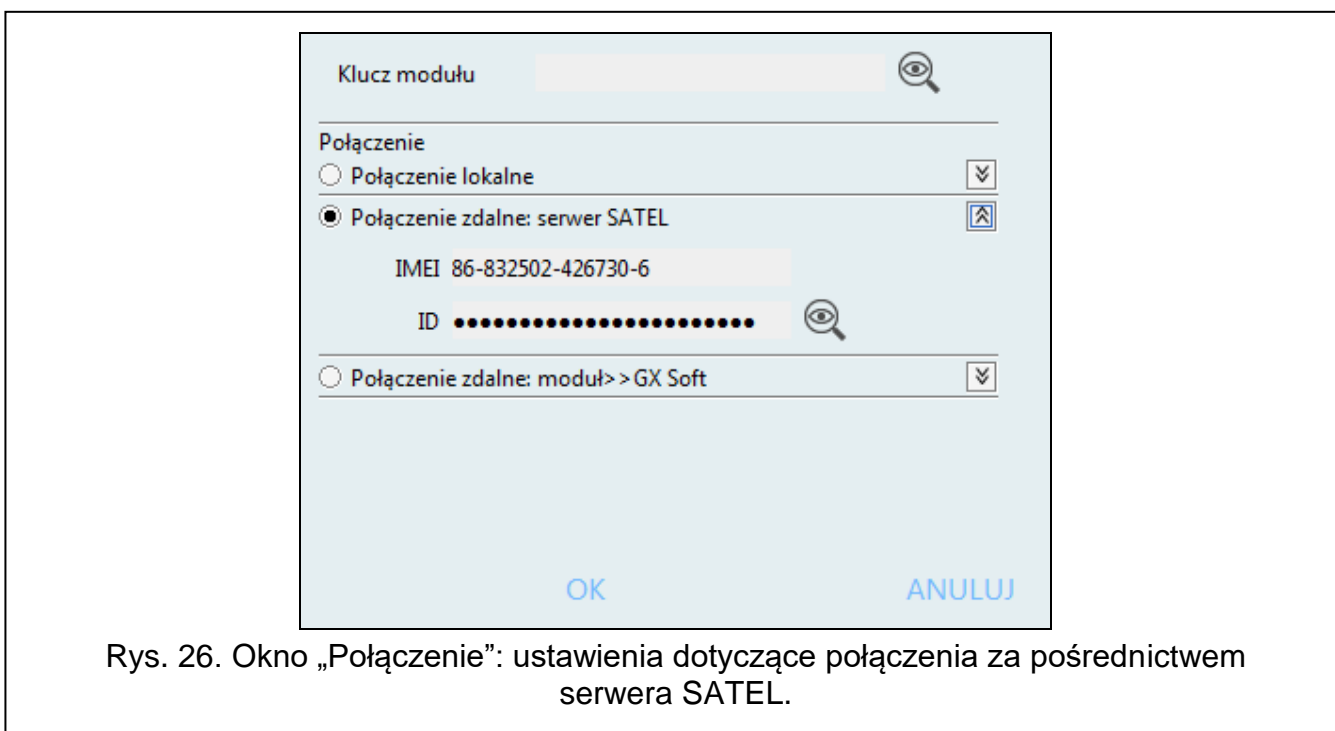 Klucz modułu
Połączenie
Połączenie lokalne
Połączenie zdalne: serwer SATEL
IMEI 86-832502-426730-6
ID •••••••••••••••••••••••
Połączenie zdalne: moduł>>GX Soft
OK ANULUJ
Rys. 26. Okno „Połączenie”: ustawienia dotyczące połączenia za pośrednictwem
serwera SATEL.